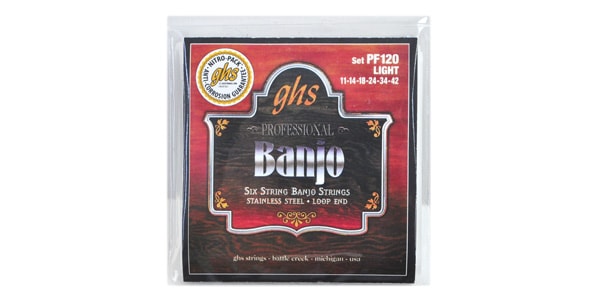 NITRO-PACK
ghs
ANTI-CORROSION GUARANTEE
Set PF120
LIGHT
11-14-18-24-34-42
ghs
PROFESSIONAL
Banjo
SIX STRING BANJO STRINGS
STAINLESS STEEL • LOOP END
ghs strings - battle creek - michigan - usa